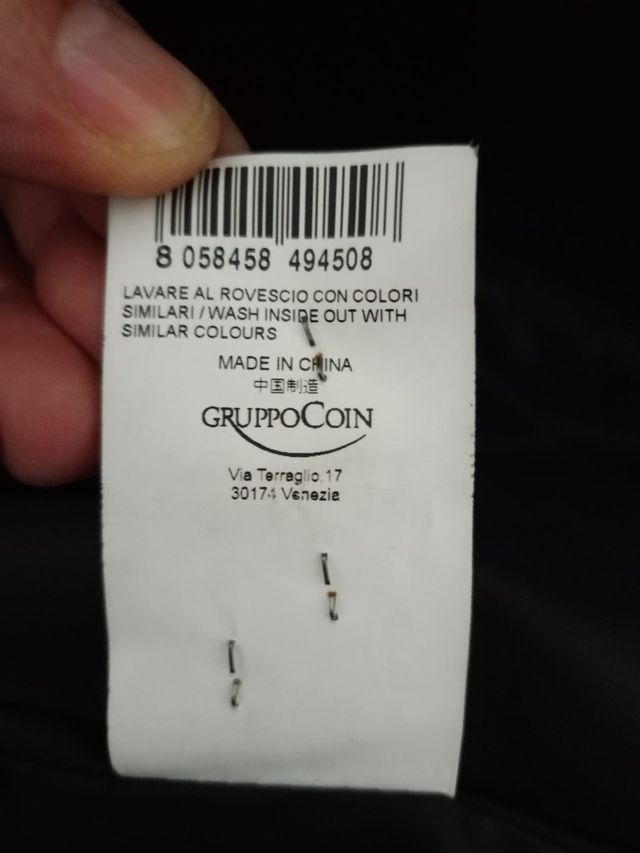 8 058458 494508
LAVARE AL ROVESCIO CON COLORI
SIMILARI / WASH INSIDE OUT WITH
SIMILAR COLOURS
MADE IN CHINA
中国制造
GRUPPOCOIN
Via Terraglio, 17
30174 Venezia